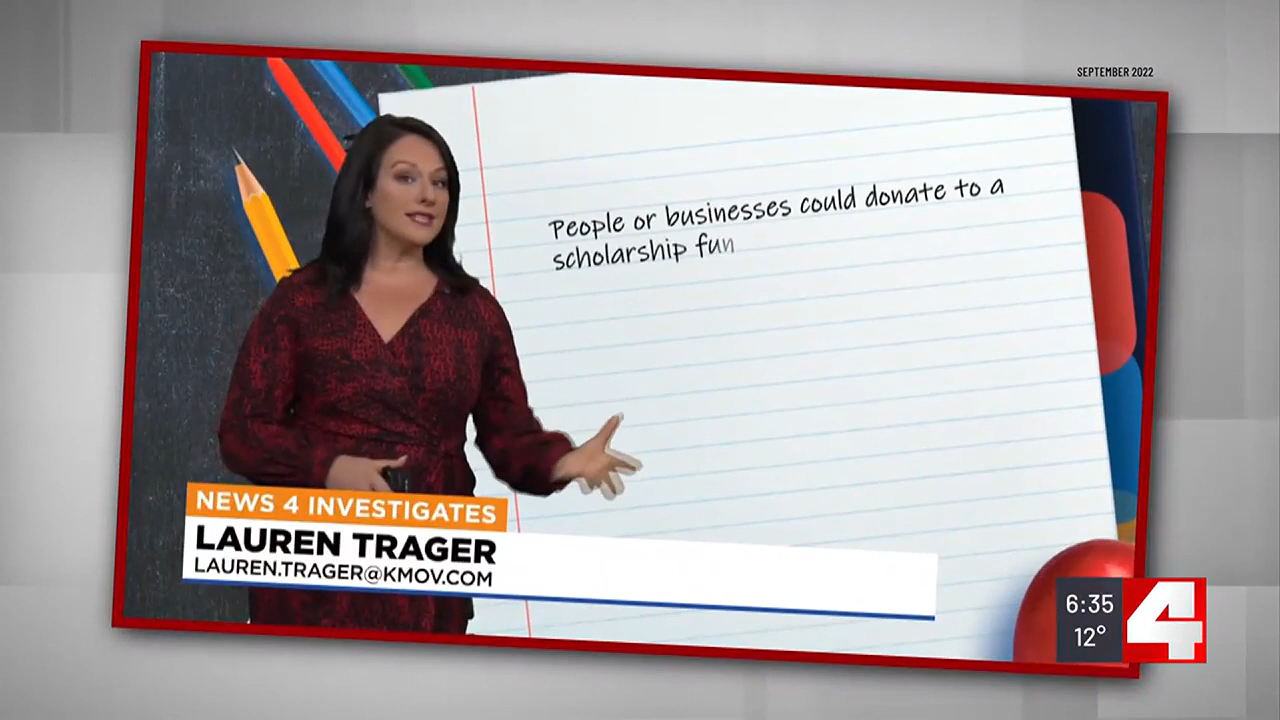 SEPTEMBER 2022
People or businesses could donate to a
scholarship fun
NEWS 4 INVESTIGATES
LAUREN TRAGER
LAUREN.TRAGER@KMOV.COM
6:35
12°
4